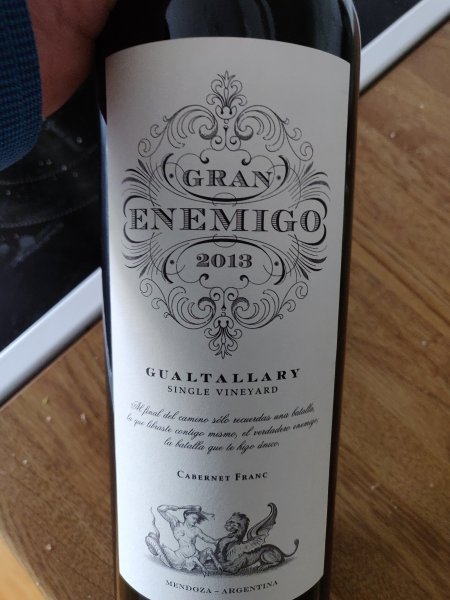 GRAN
ENEMIGO
2013
GUALTALLARY
SINGLE VINEYARD
Al final del camino sólo recuerdas una batalla,
la que libraste contigo mismo, el verdadero enemigo,
la batalla que te hizo único.
CABERNET FRANC
MENDOZA - ARGENTINA